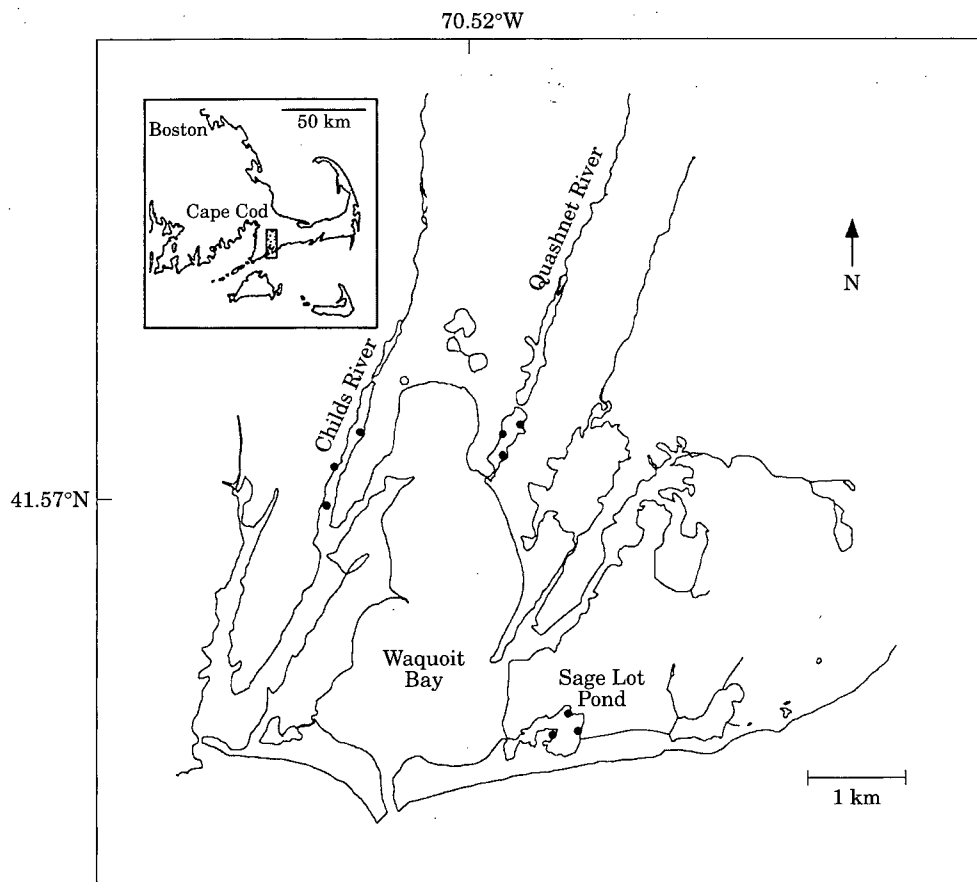 70.52°W
50 km
Boston
Cape Cod
Quashnet River
N
Childs River
41.57°N
Waquoit
Bay
Sage Lot
Pond
1 km